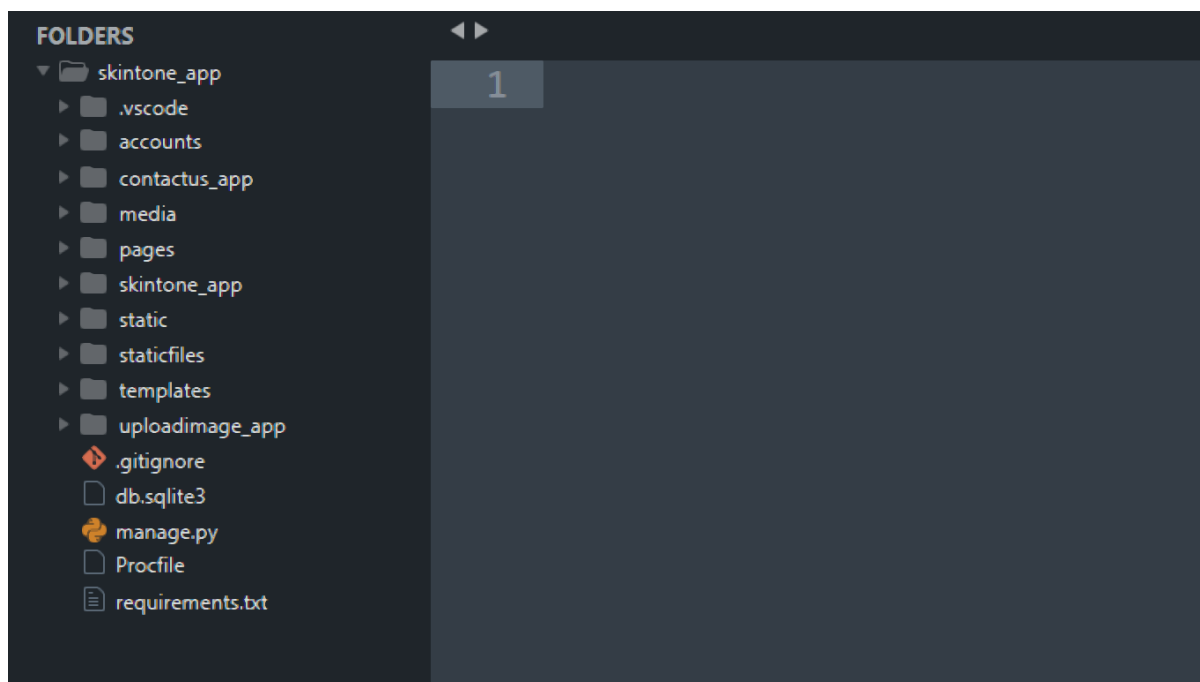 FOLDERS
skintone_app
.vscode
accounts
contactus_app
media
pages
skintone_app
static
staticfiles
templates
uploadimage_app
.gitignore
db.sqlite3
manage.py
Procfile
requirements.txt
1